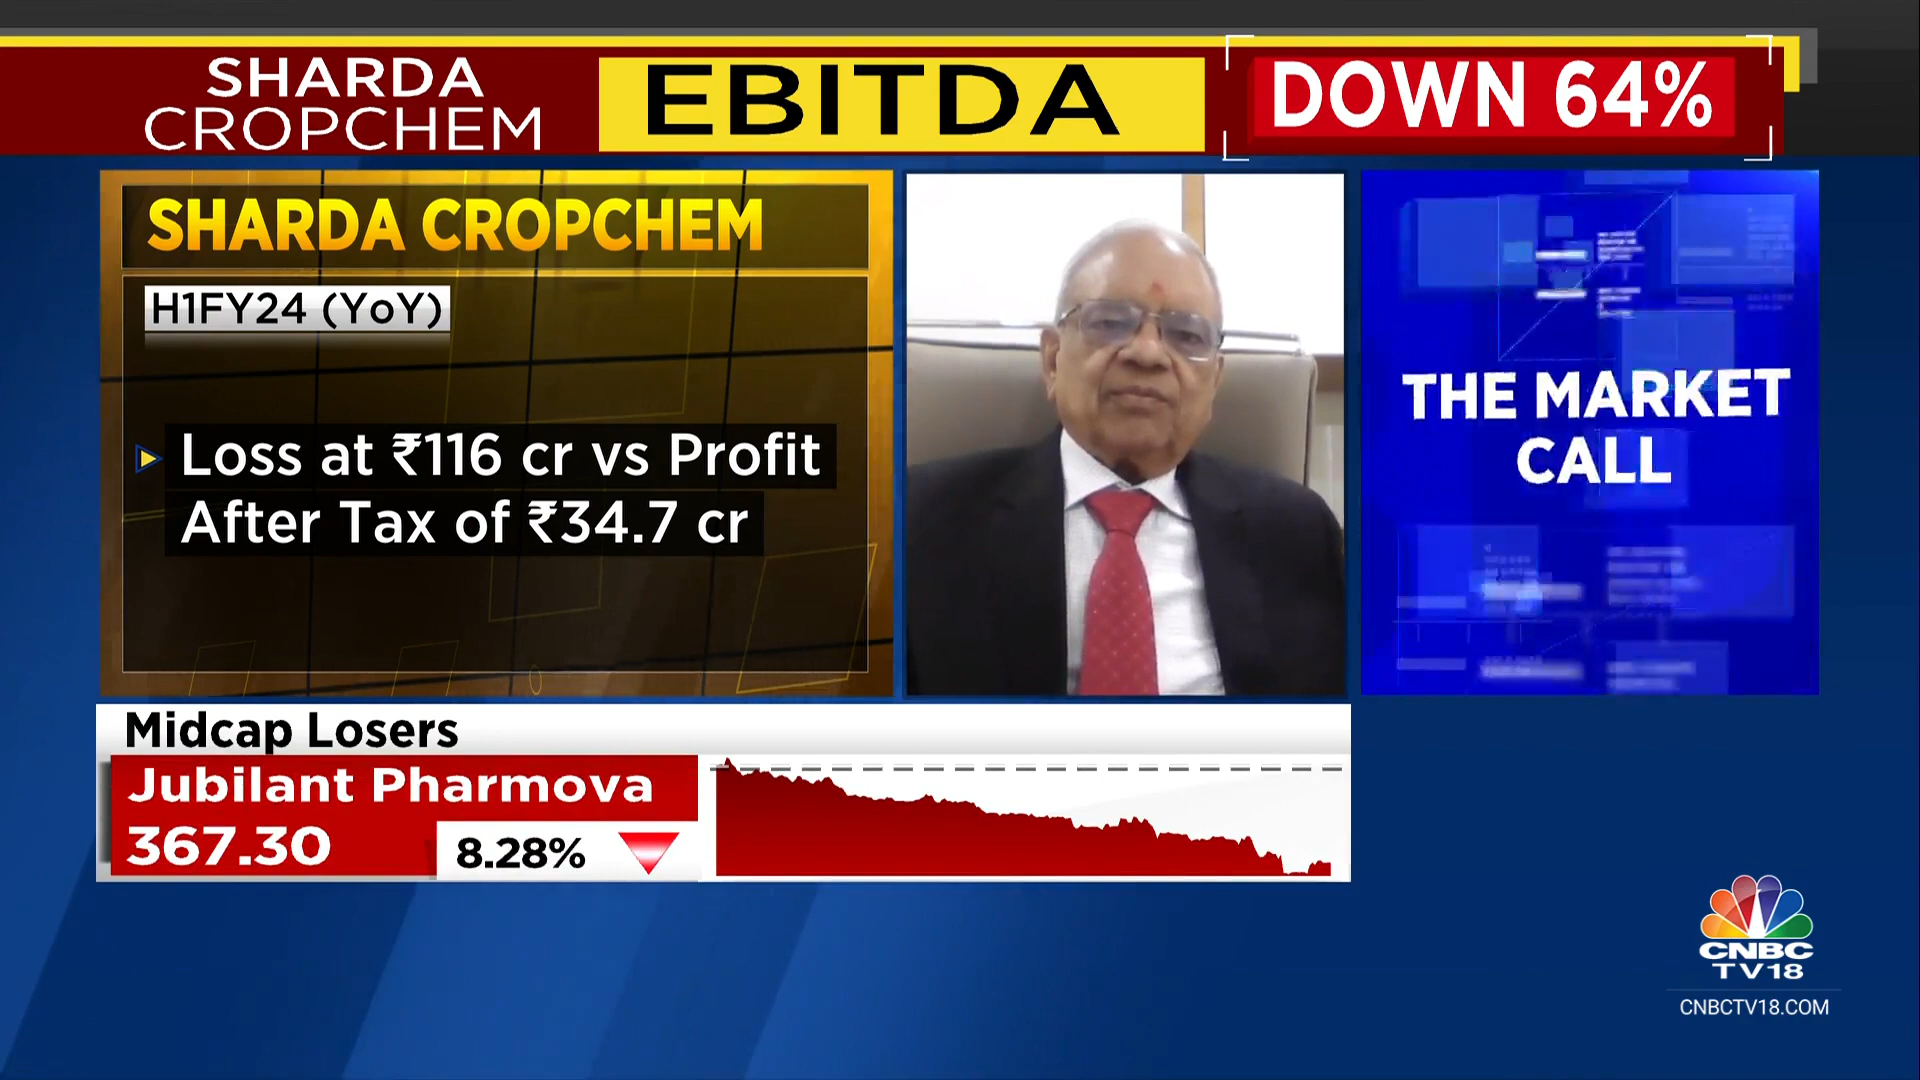 SHARDA
CROPCHEM
EBITDA
DOWN 64%
SHARDA CROPCHEM
H1FY24 (YoY)
Loss at ₹116 cr vs Profit
After Tax of ₹34.7 cr
THE MARKET
CALL
Midcap Losers
Jubilant Pharmova
367.30
8.28%
CNBC
TV18
CNBCTV18.COM